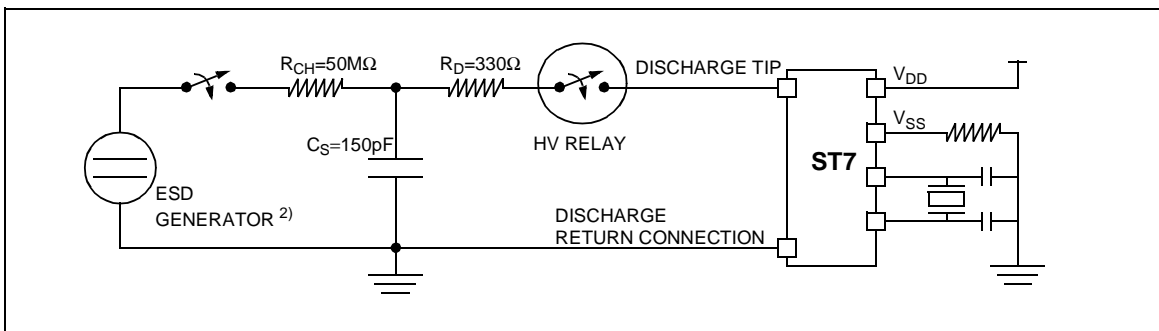 R_CH=50MΩ
R_D=330Ω
DISCHARGE TIP
V_DD
HV RELAY
V_SS
C_S=150pF
ST7
ESD
GENERATOR 2)
DISCHARGE
RETURN CONNECTION